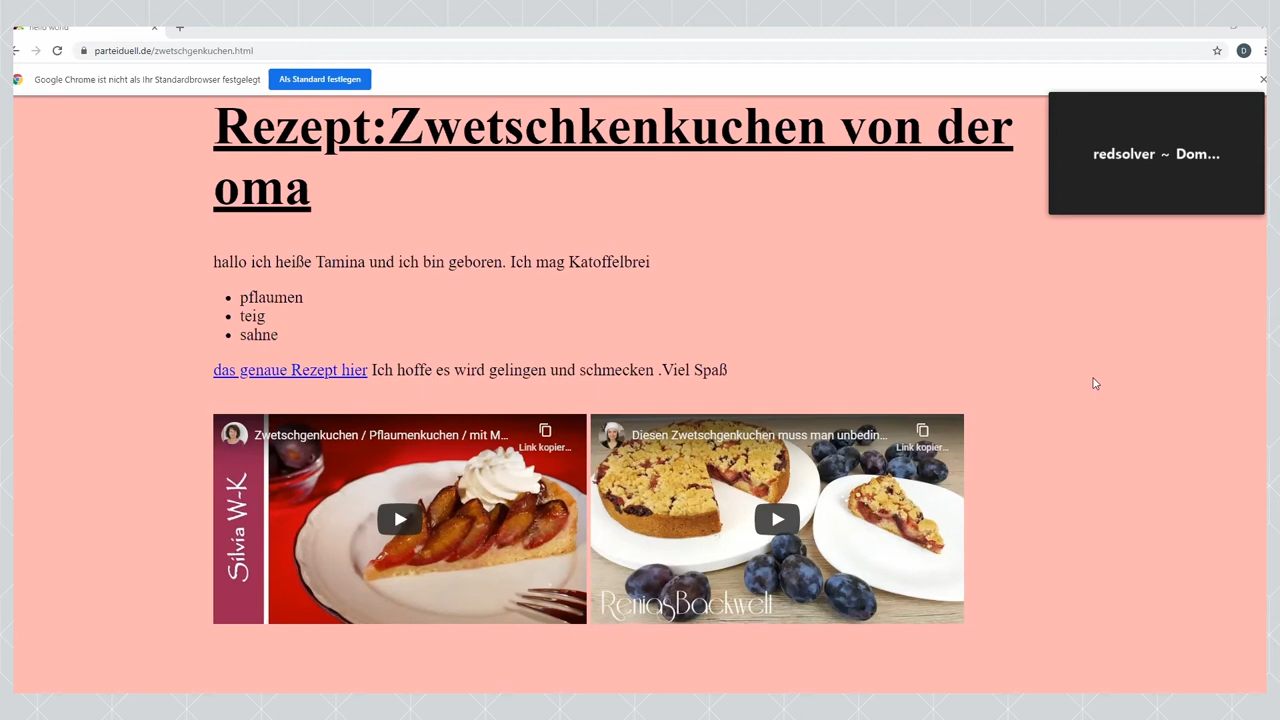 parteiduell.de/zwetschgenkuchen.html
D
Google Chrome ist nicht als Ihr Standardbrowser festgelegt
Als Standard festlegen
Rezept:Zwetschkenkuchen von der
oma
redsolver ~ Dom...
hallo ich heiße Tamina und ich bin geboren. Ich mag Katoffelbrei
pflaumen
teig
sahne
das genaue Rezept hier Ich hoffe es wird gelingen und schmecken .Viel Spaß
Zwetschgenkuchen / Pflaumenkuchen / mit M...
Link kopier...
Silvia W-K
Diesen Zwetschgenkuchen muss man unbedin...
Link kopier...
ReniasBackwelt